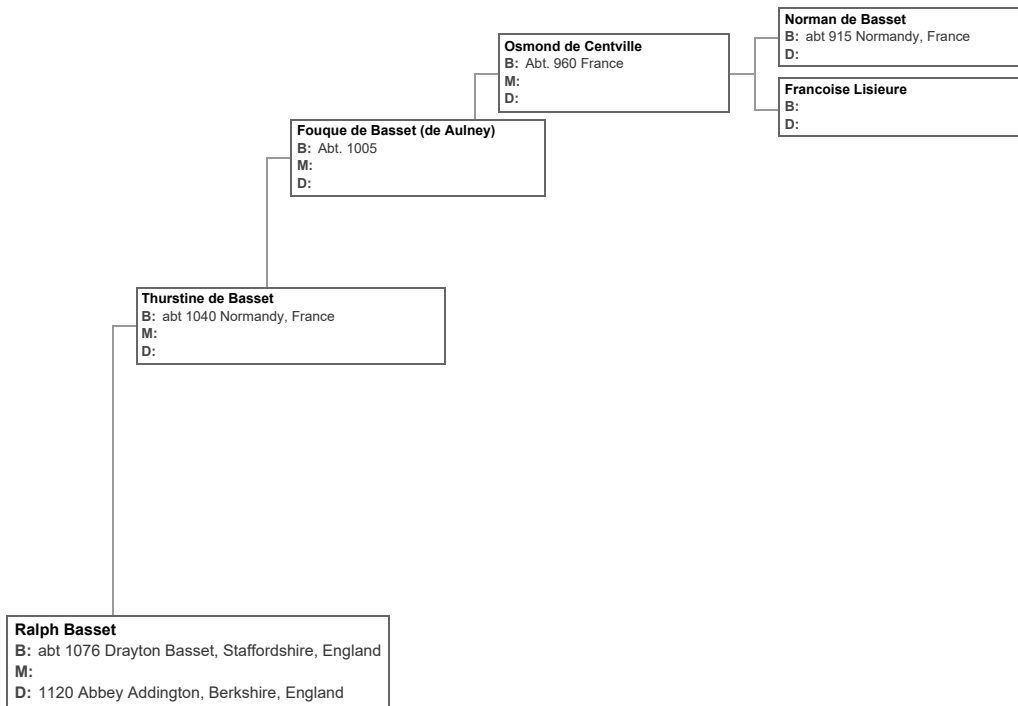 Norman de Basset
B: abt 915 Normandy, France
D:
Osmond de Centville
B: Abt. 960 France
M:
D:
Francoise Lisieure
B:
D:
Fouque de Basset (de Aulney)
B: Abt. 1005
M:
D:
Thurstine de Basset
B: abt 1040 Normandy, France
M:
D:
Ralph Basset
B: abt 1076 Drayton Basset, Staffordshire, England
M:
D: 1120 Abbey Addington, Berkshire, England